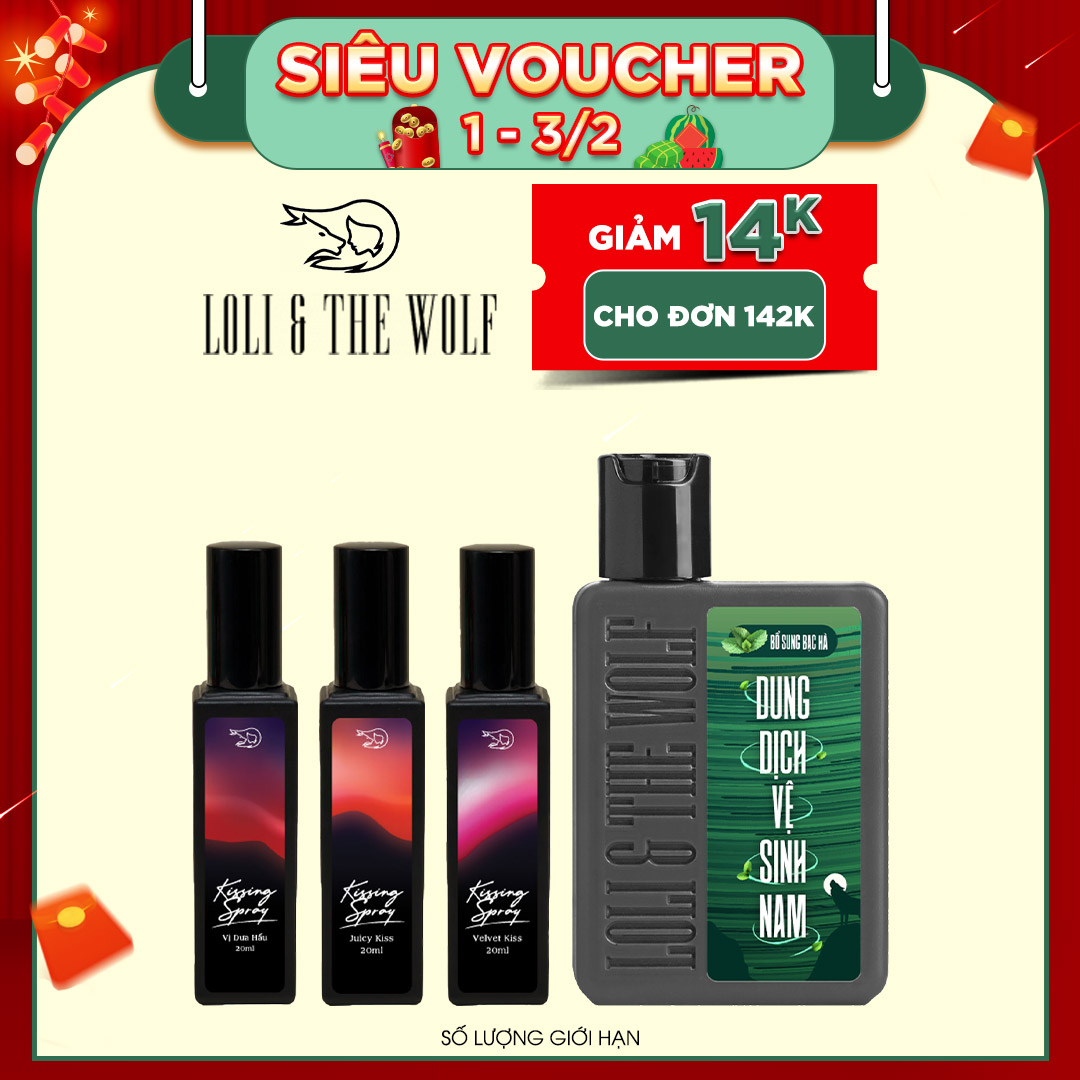 SIÊU VOUCHER
1 - 3/2
LOLI & THE WOLF
GIẢM 14K
CHO ĐƠN 142K
Kissing
Spray
Vị Dưa Hấu
20ml
Kissing
Spray
Juicy Kiss
20ml
Kissing
Spray
Velvet Kiss
20ml
LOLI & THE WOLF
BỔ SUNG BẠC HÀ
DUNG
DỊCH
VỆ
SINH
NAM
SỐ LƯỢNG GIỚI HẠN